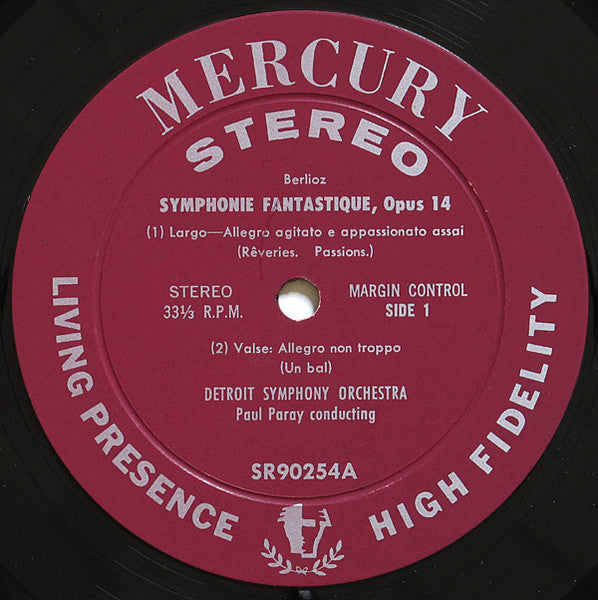 MERCURY
STEREO
Berlioz
SYMPHONIE FANTASTIQUE, Opus 14
(1) Largo—Allegro agitato e appassionato assai
(Rêveries. Passions.)
STEREO
33⅓ R.P.M.
MARGIN CONTROL
SIDE 1
(2) Valse: Allegro non troppo
(Un bal)
DETROIT SYMPHONY ORCHESTRA
Paul Paray conducting
SR90254A
LIVING PRESENCE
HIGH FIDELITY